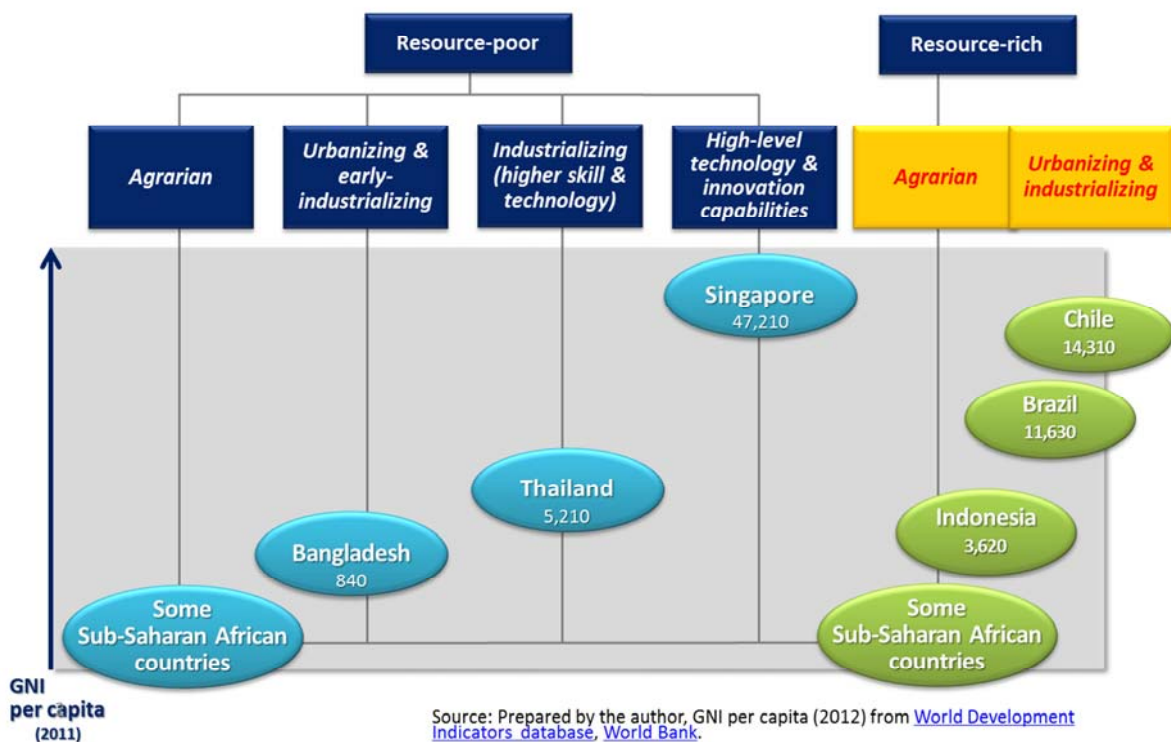 Resource-poor
Resource-rich
Agrarian
Urbanizing &
early-
industrializing
Industrializing
(higher skill &
technology)
High-level
technology &
innovation
capabilities
Agrarian
Urbanizing &
industrializing
Singapore
47,210
Chile
14,310
Brazil
11,630
Thailand
5,210
Indonesia
3,620
Bangladesh
840
Some
Sub-Saharan African
countries
Some
Sub-Saharan African
countries
GNI
per capita
(2011)
Source: Prepared by the author, GNI per capita (2012) from World Development
Indicators database, World Bank.